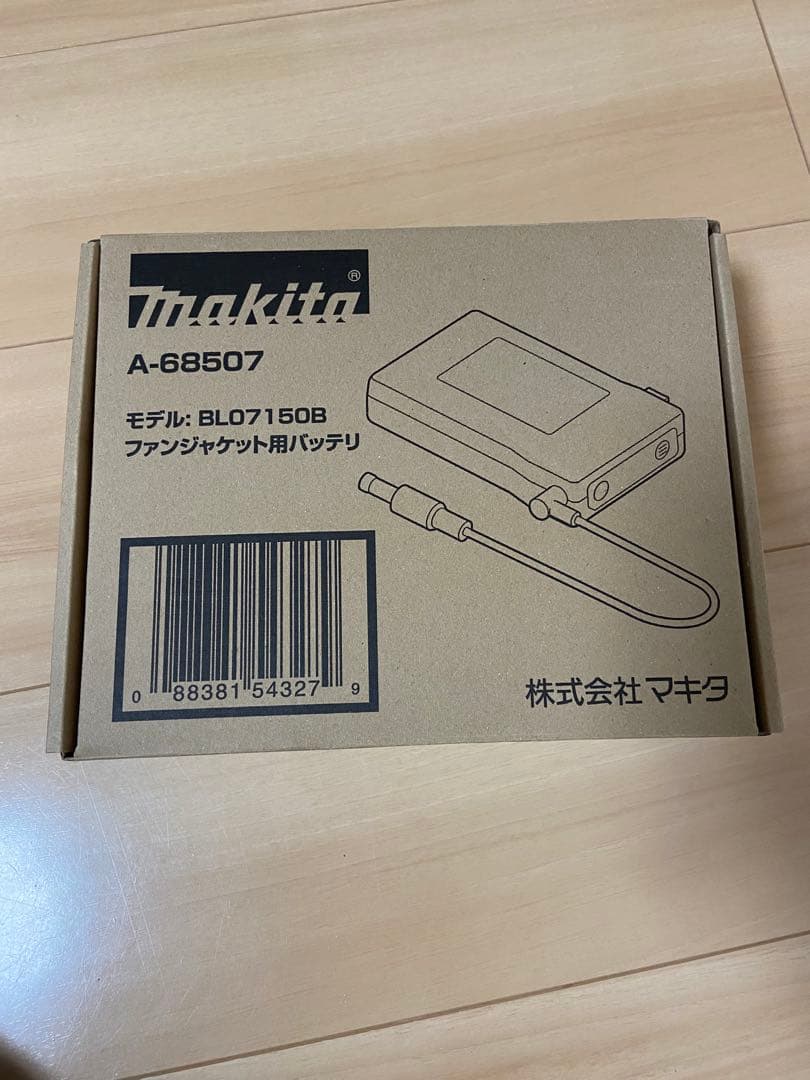 makita®
A-68507
モデル: BL07150B
ファンジャケット用バッテリ
0 88381 54327 9
株式会社マキタ